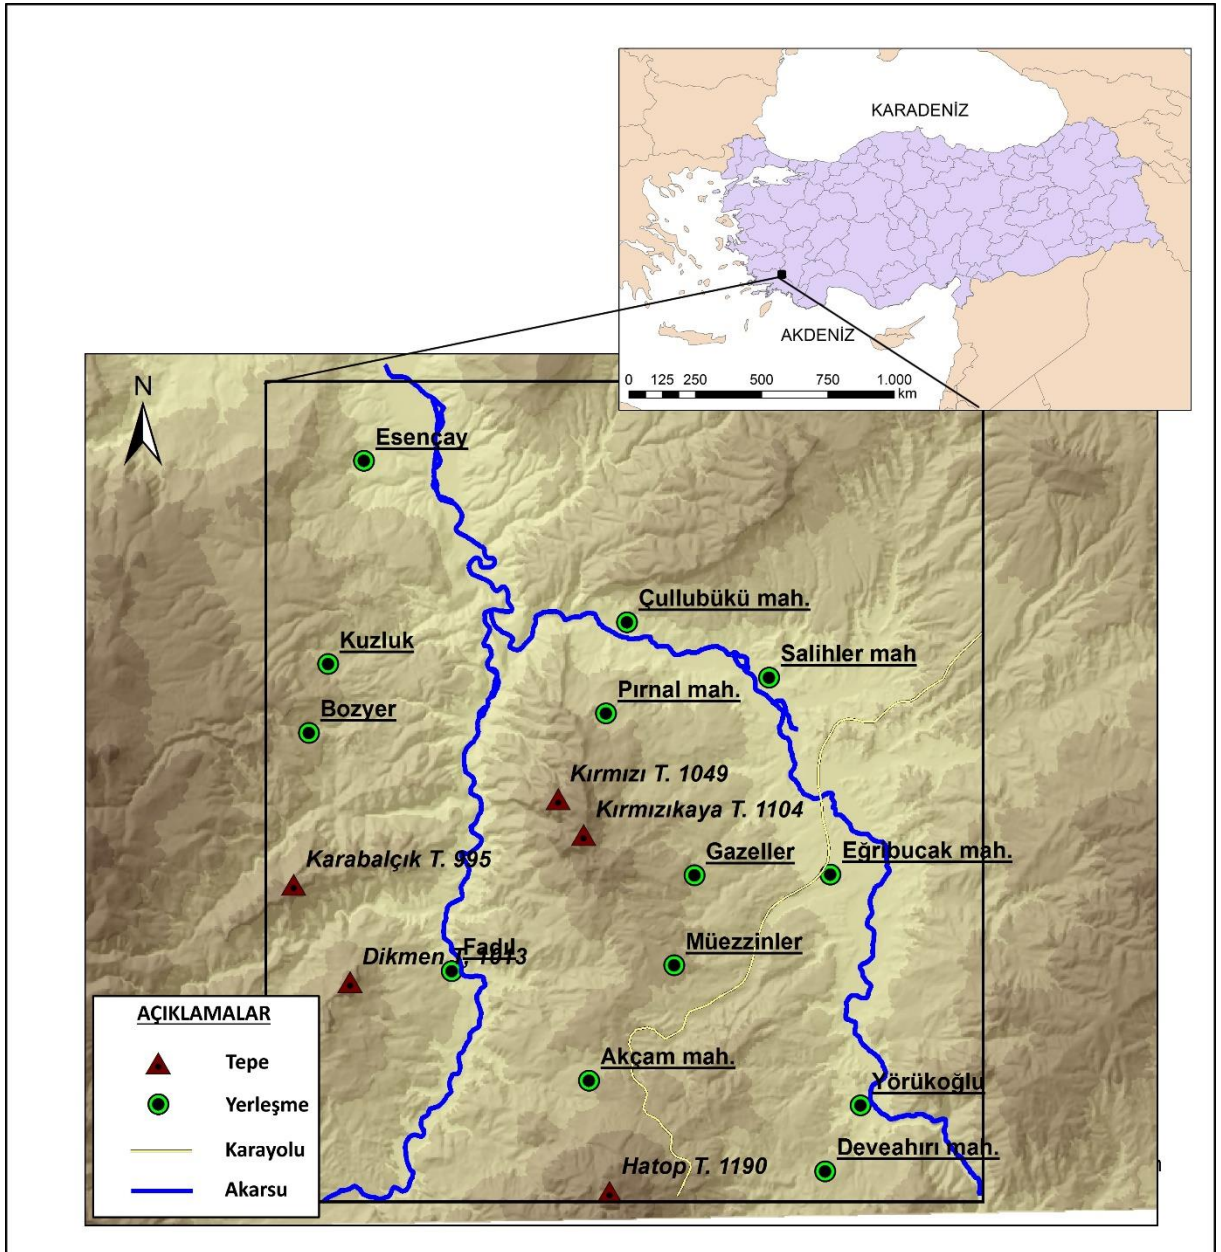 KARADENİZ
AKDENİZ
0 125 250 500 750 1.000
km
N
Esençay
Çullubükü mah.
Kuzluk
Salihler mah
Pırnal mah.
Bozyer
Kırmızı T. 1049
Kırmızıkaya T. 1104
Karabalçık T. 995
Gazeller
Eğribucak mah.
Fadıl
Müezzinler
Dikmen T. 1013
AÇIKLAMALAR
Tepe
Yerleşme
Karayolu
Akarsu
Akçam mah.
Yörükoğlu
Deveahırı mah.
Hatop T. 1190